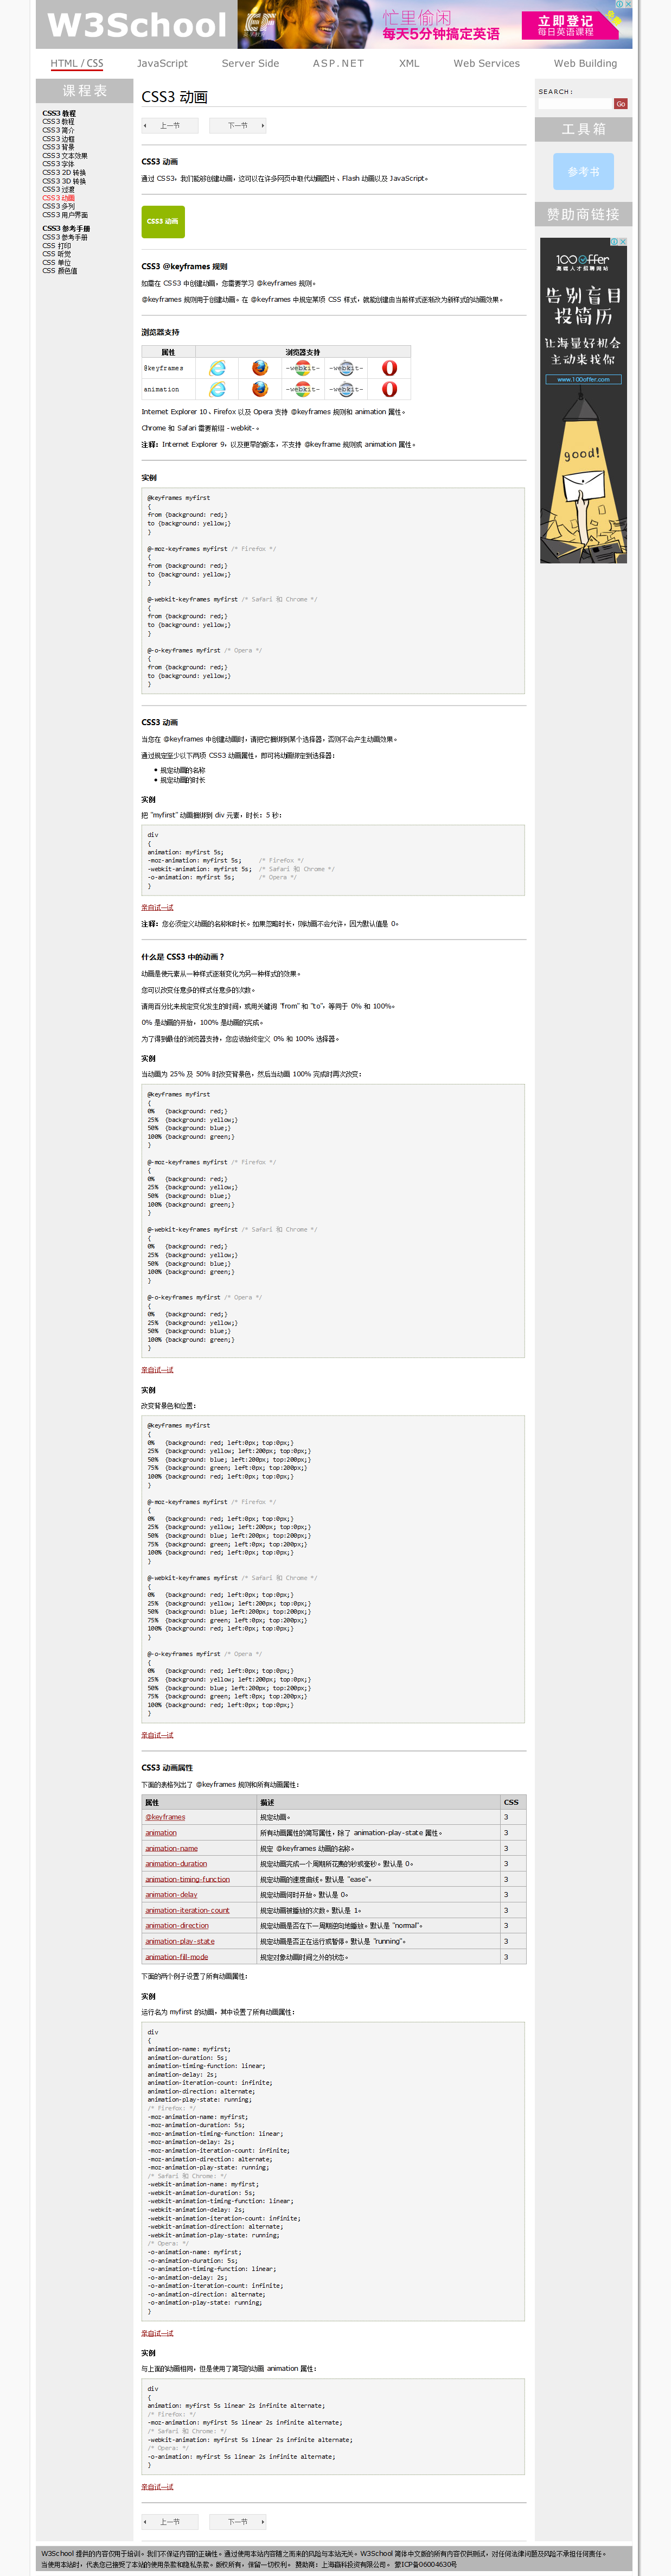 W3School
EF
忙里偷闲
每天5分钟搞定英语
立即登记
每日英语课程
HTML / CSS
JavaScript
Server Side
ASP.NET
XML
Web Services
Web Building
课程表
CSS3 教程
CSS3 教程
CSS3 简介
CSS3 边框
CSS3 背景
CSS3 文本效果
CSS3 字体
CSS3 2D 转换
CSS3 3D 转换
CSS3 过渡
CSS3 动画
CSS3 多列
CSS3 用户界面
CSS3 参考手册
CSS3 参考手册
CSS 打印
CSS 听觉
CSS 单位
CSS 颜色值
CSS3 动画
上一节
下一节
CSS3 动画
通过 CSS3，我们能够创建动画，这可以在许多网页中取代动画图片、Flash 动画以及 JavaScript。
CSS3 动画
CSS3 @keyframes 规则
如需在 CSS3 中创建动画，您需要学习 @keyframes 规则。
@keyframes 规则用于创建动画。在 @keyframes 中规定某项 CSS 样式，就能创建由当前样式逐渐改为新样式的动画效果。
浏览器支持
属性 浏览器支持
@keyframes -webkit- -webkit-
animation -webkit- -webkit-
Internet Explorer 10、Firefox 以及 Opera 支持 @keyframes 规则和 animation 属性。
Chrome 和 Safari 需要前缀 -webkit-。
注释：Internet Explorer 9，以及更早的版本，不支持 @keyframe 规则或 animation 属性。
实例
@keyframes myfirst
{
from {background: red;}
to {background: yellow;}
}
@-moz-keyframes myfirst /* Firefox */
{
from {background: red;}
to {background: yellow;}
}
@-webkit-keyframes myfirst /* Safari 和 Chrome */
{
from {background: red;}
to {background: yellow;}
}
@-o-keyframes myfirst /* Opera */
{
from {background: red;}
to {background: yellow;}
}
CSS3 动画
当您在 @keyframes 中创建动画时，请把它捆绑到某个选择器，否则不会产生动画效果。
通过规定至少以下两项 CSS3 动画属性，即可将动画绑定到选择器：
• 规定动画的名称
• 规定动画的时长
实例
把 "myfirst" 动画捆绑到 div 元素，时长：5 秒：
div
{
animation: myfirst 5s;
-moz-animation: myfirst 5s; /* Firefox */
-webkit-animation: myfirst 5s; /* Safari 和 Chrome */
-o-animation: myfirst 5s; /* Opera */
}
亲自试一试
注释：您必须定义动画的名称和时长。如果忽略时长，则动画不会允许，因为默认值是 0。
什么是 CSS3 中的动画？
动画是使元素从一种样式逐渐变化为另一种样式的效果。
您可以改变任意多的样式任意多的次数。
请用百分比来规定变化发生的时间，或用关键词 "from" 和 "to"，等同于 0% 和 100%。
0% 是动画的开始，100% 是动画的完成。
为了得到最佳的浏览器支持，您应该始终定义 0% 和 100% 选择器。
实例
当动画为 25% 及 50% 时改变背景色，然后当动画 100% 完成时再次改变：
@keyframes myfirst
{
0% {background: red;}
25% {background: yellow;}
50% {background: blue;}
100% {background: green;}
}
@-moz-keyframes myfirst /* Firefox */
{
0% {background: red;}
25% {background: yellow;}
50% {background: blue;}
100% {background: green;}
}
@-webkit-keyframes myfirst /* Safari 和 Chrome */
{
0% {background: red;}
25% {background: yellow;}
50% {background: blue;}
100% {background: green;}
}
@-o-keyframes myfirst /* Opera */
{
0% {background: red;}
25% {background: yellow;}
50% {background: blue;}
100% {background: green;}
}
亲自试一试
实例
改变背景色和位置：
@keyframes myfirst
{
0% {background: red; left:0px; top:0px;}
25% {background: yellow; left:200px; top:0px;}
50% {background: blue; left:200px; top:200px;}
75% {background: green; left:0px; top:200px;}
100% {background: red; left:0px; top:0px;}
}
@-moz-keyframes myfirst /* Firefox */
{
0% {background: red; left:0px; top:0px;}
25% {background: yellow; left:200px; top:0px;}
50% {background: blue; left:200px; top:200px;}
75% {background: green; left:0px; top:200px;}
100% {background: red; left:0px; top:0px;}
}
@-webkit-keyframes myfirst /* Safari 和 Chrome */
{
0% {background: red; left:0px; top:0px;}
25% {background: yellow; left:200px; top:0px;}
50% {background: blue; left:200px; top:200px;}
75% {background: green; left:0px; top:200px;}
100% {background: red; left:0px; top:0px;}
}
@-o-keyframes myfirst /* Opera */
{
0% {background: red; left:0px; top:0px;}
25% {background: yellow; left:200px; top:0px;}
50% {background: blue; left:200px; top:200px;}
75% {background: green; left:0px; top:200px;}
100% {background: red; left:0px; top:0px;}
}
亲自试一试
CSS3 动画属性
下面的表格列出了 @keyframes 规则和所有动画属性：
属性 描述 CSS
@keyframes 规定动画。 3
animation 所有动画属性的简写属性，除了 animation-play-state 属性。 3
animation-name 规定 @keyframes 动画的名称。 3
animation-duration 规定动画完成一个周期所花费的秒或毫秒。默认是 0。 3
animation-timing-function 规定动画的速度曲线。默认是 "ease"。 3
animation-delay 规定动画何时开始。默认是 0。 3
animation-iteration-count 规定动画被播放的次数。默认是 1。 3
animation-direction 规定动画是否在下一周期逆向地播放。默认是 "normal"。 3
animation-play-state 规定动画是否正在运行或暂停。默认是 "running"。 3
animation-fill-mode 规定对象动画时间之外的状态。 3
下面的两个例子设置了所有动画属性：
实例
运行名为 myfirst 的动画，其中设置了所有动画属性：
div
{
animation-name: myfirst;
animation-duration: 5s;
animation-timing-function: linear;
animation-delay: 2s;
animation-iteration-count: infinite;
animation-direction: alternate;
animation-play-state: running;
/* Firefox: */
-moz-animation-name: myfirst;
-moz-animation-duration: 5s;
-moz-animation-timing-function: linear;
-moz-animation-delay: 2s;
-moz-animation-iteration-count: infinite;
-moz-animation-direction: alternate;
-moz-animation-play-state: running;
/* Safari 和 Chrome: */
-webkit-animation-name: myfirst;
-webkit-animation-duration: 5s;
-webkit-animation-timing-function: linear;
-webkit-animation-delay: 2s;
-webkit-animation-iteration-count: infinite;
-webkit-animation-direction: alternate;
-webkit-animation-play-state: running;
/* Opera: */
-o-animation-name: myfirst;
-o-animation-duration: 5s;
-o-animation-timing-function: linear;
-o-animation-delay: 2s;
-o-animation-iteration-count: infinite;
-o-animation-direction: alternate;
-o-animation-play-state: running;
}
亲自试一试
实例
与上面的动画相同，但是使用了简写的动画 animation 属性：
div
{
animation: myfirst 5s linear 2s infinite alternate;
/* Firefox: */
-moz-animation: myfirst 5s linear 2s infinite alternate;
/* Safari 和 Chrome: */
-webkit-animation: myfirst 5s linear 2s infinite alternate;
/* Opera: */
-o-animation: myfirst 5s linear 2s infinite alternate;
}
亲自试一试
上一节
下一节
SEARCH:
Go
工具箱
参考书
赞助商链接
100offer
高端人才招聘网站
告别盲目
投简历
让海量好机会
主动来找你
www.100offer.com
good!
W3School 提供的内容仅用于培训。我们不保证内容的正确性。通过使用本站内容随之而来的风险与本站无关。W3School 简体中文版的所有内容仅供测试，对任何法律问题及风险不承担任何责任。
当使用本站时，代表您已接受了本站的使用条款和隐私条款。版权所有，保留一切权利。 赞助商：上海赢科投资有限公司。 蒙ICP备06004630号